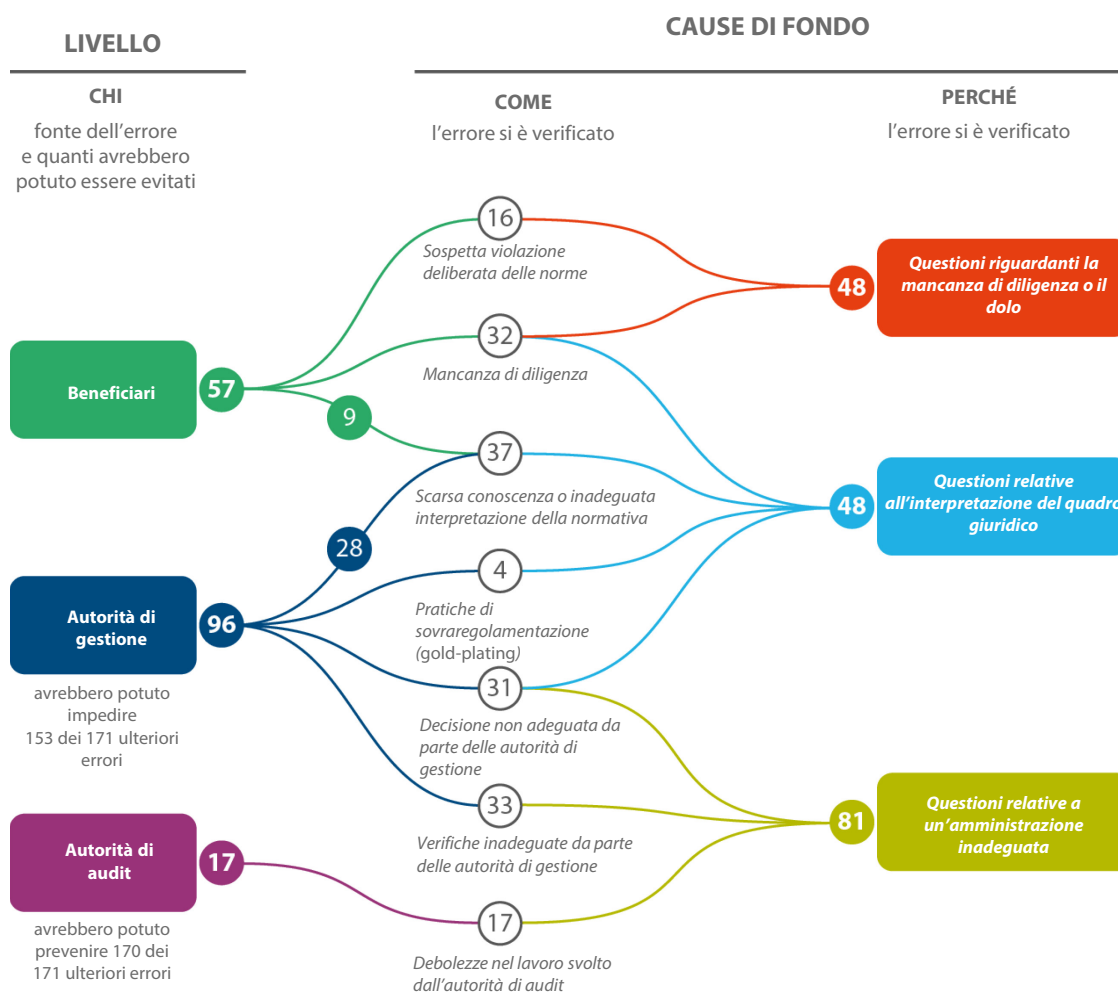 LIVELLO
CAUSE DI FONDO
CHI
fonte dell'errore
e quanti avrebbero
potuto essere evitati
COME
l'errore si è verificato
PERCHÉ
l'errore si è verificato
16
Sospetta violazione
deliberata delle norme
48
Questioni riguardanti la
mancanza di diligenza o il
dolo
32
Mancanza di diligenza
Beneficiari
57
9
37
Scarsa conoscenza o inadeguata
interpretazione della normativa
48
Questioni relative
all'interpretazione del quadro
giuridico
28
4
Pratiche di
sovraregolamentazione
(gold-plating)
Autorità di
gestione
96
avrebbero potuto
impedire
153 dei 171 ulteriori
errori
31
Decisione non adeguata da
parte delle autorità di
gestione
33
Verifiche inadeguate da parte
delle autorità di gestione
81
Questioni relative a
un'amministrazione
inadeguata
Autorità di
audit
17
avrebbero potuto
prevenire 170 dei
171 ulteriori errori
17
Debolezze nel lavoro svolto
dall'autorità di audit